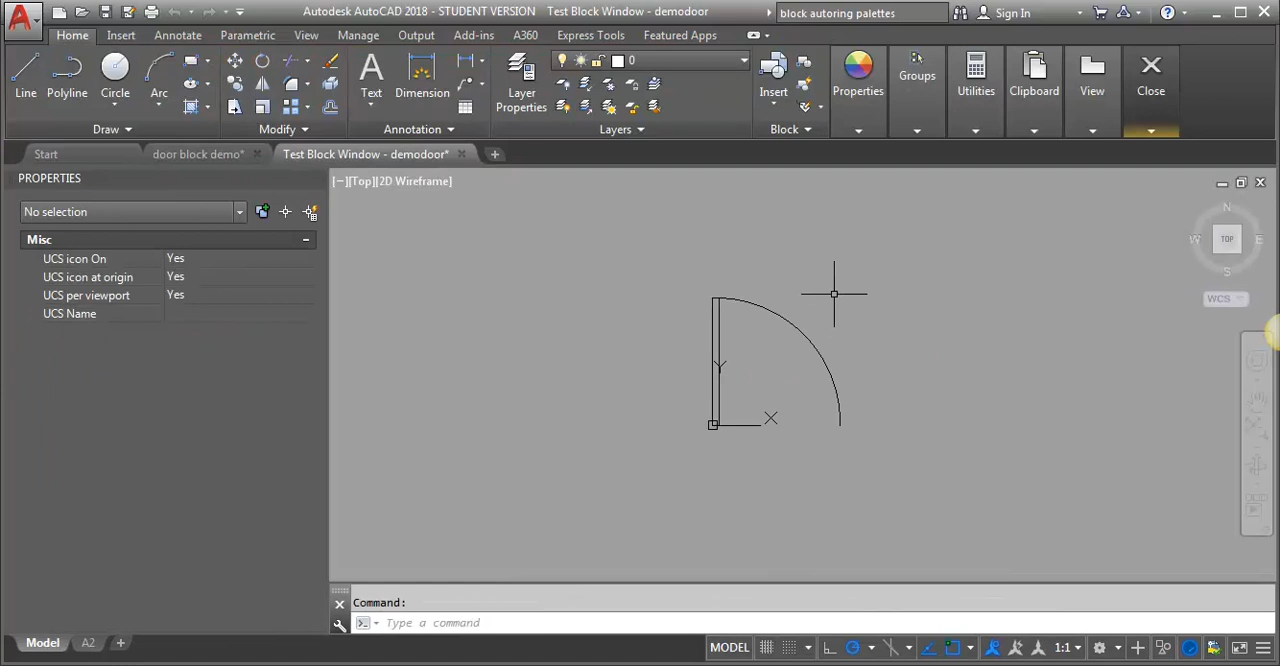 Autodesk AutoCAD 2018 - STUDENT VERSION Test Block Window - demodoor
block autoring palettes
Sign In
Home Insert Annotate Parametric View Manage Output Add-ins A360 Express Tools Featured Apps
0
Line Polyline Circle Arc
Text Dimension
Layer
Properties
Insert
Properties
Groups
Utilities
Clipboard
View
Close
Draw Modify Annotation Layers Block
Start
door block demo*
Test Block Window - demodoor*
PROPERTIES
[−][Top][2D Wireframe]
No selection
Misc
UCS icon On Yes
UCS icon at origin Yes
UCS per viewport Yes
UCS Name
N
W TOP E
S
WCS
Y
X
Command:
Type a command
Model A2
MODEL
1:1